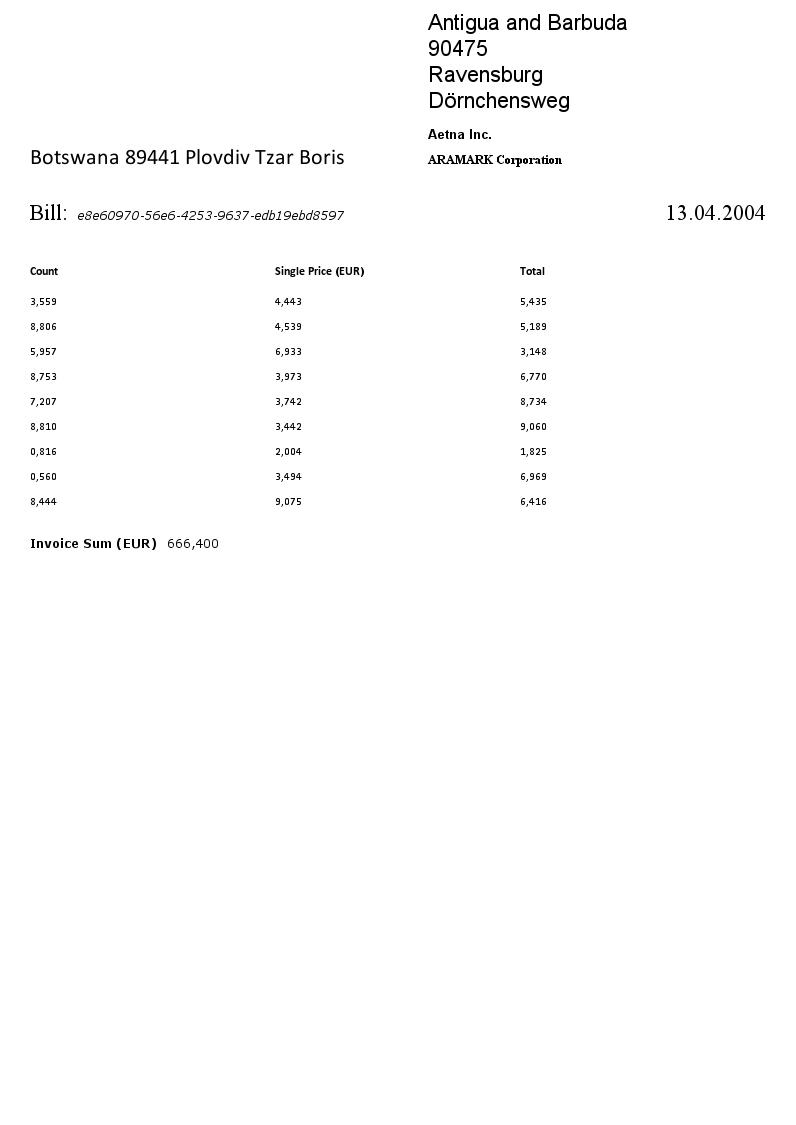 Antigua and Barbuda
90475
Ravensburg
Dörnchensweg
Aetna Inc.
Botswana 89441 Plovdiv Tzar Boris
ARAMARK Corporation
Bill: e8e60970-56e6-4253-9637-edb19ebd8597 13.04.2004
Count Single Price (EUR) Total
3,559 4,443 5,435
8,806 4,539 5,189
5,957 6,933 3,148
8,753 3,973 6,770
7,207 3,742 8,734
8,810 3,442 9,060
0,816 2,004 1,825
0,560 3,494 6,969
8,444 9,075 6,416
Invoice Sum (EUR) 666,400